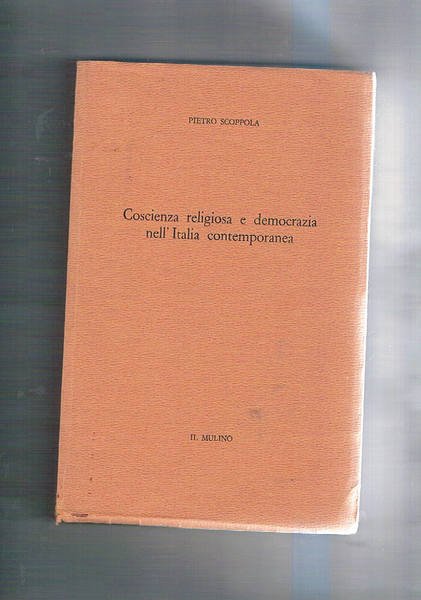 PIETRO SCOPPOLA
Coscienza religiosa e democrazia
nell'Italia contemporanea
IL MULINO